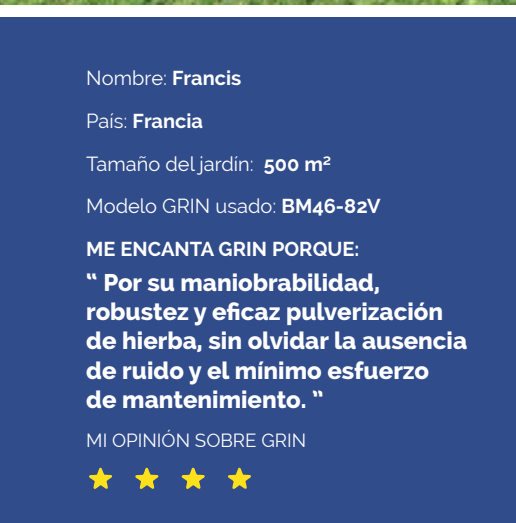 Nombre: Francis
País: Francia
Tamaño del jardín: 500 m²
Modelo GRIN usado: BM46-82V
ME ENCANTA GRIN PORQUE:
“ Por su maniobrabilidad,
robustez y eficaz pulverización
de hierba, sin olvidar la ausencia
de ruido y el mínimo esfuerzo
de mantenimiento. “
MI OPINIÓN SOBRE GRIN